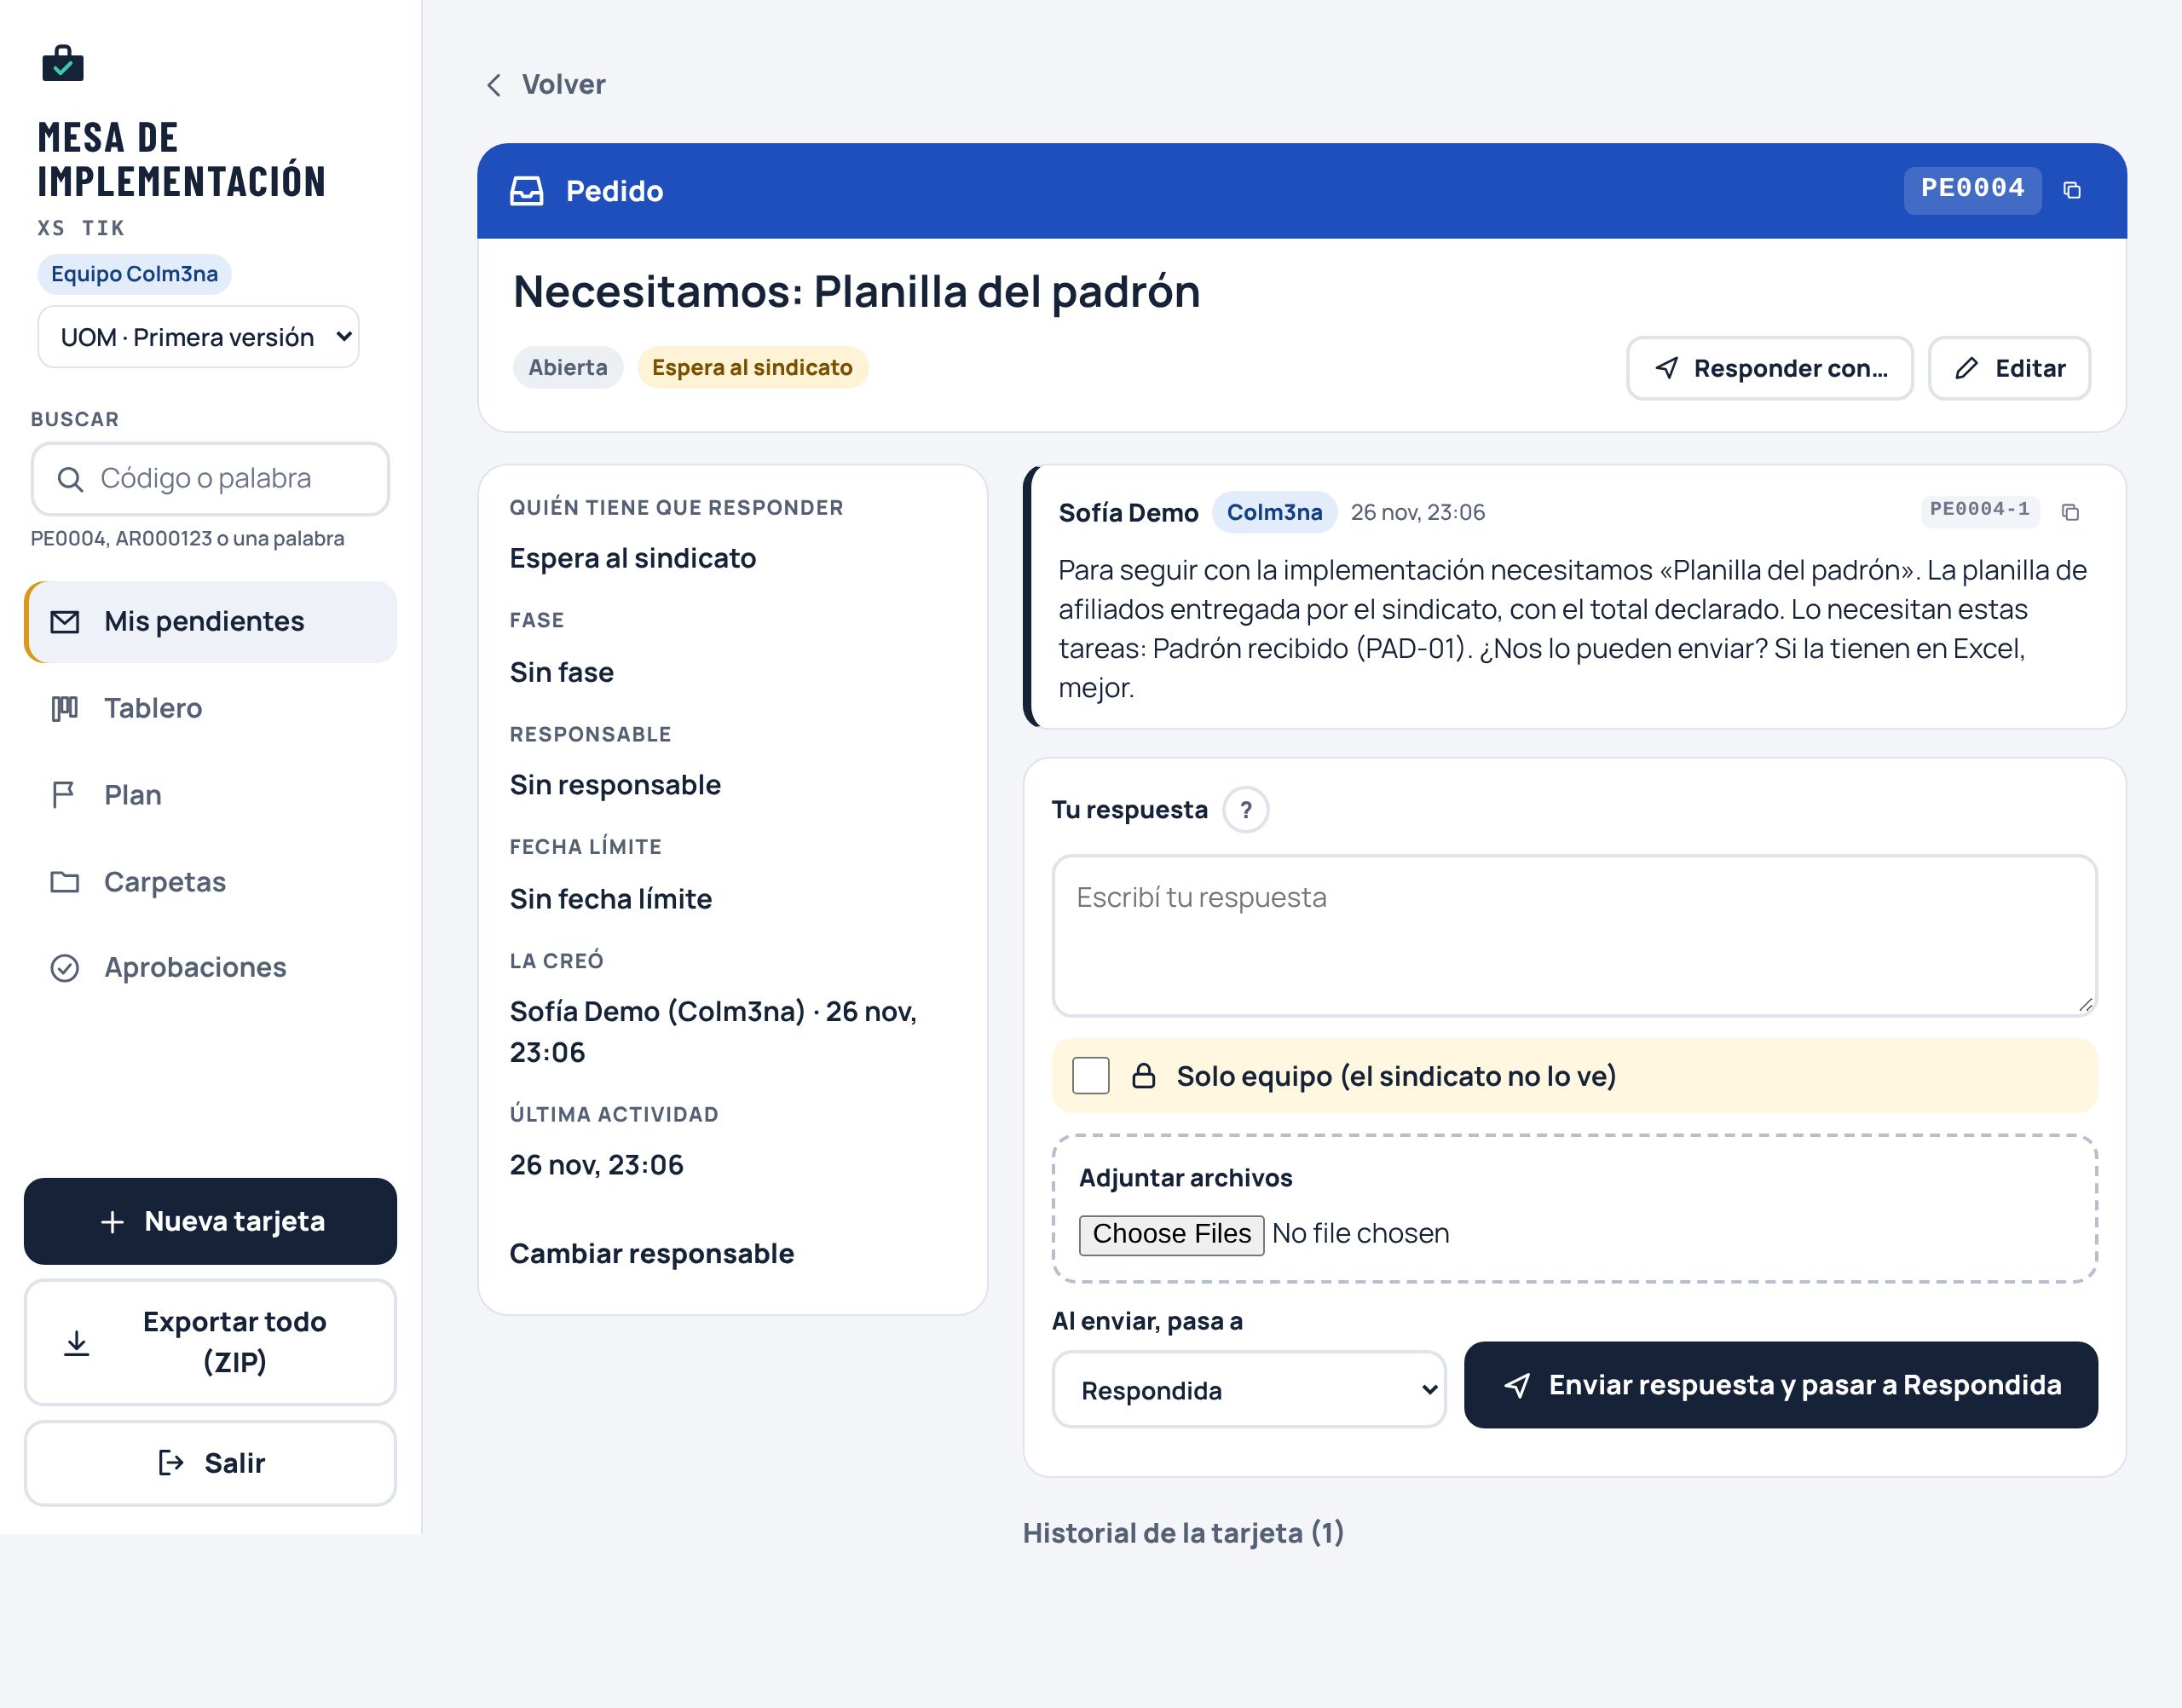 MESA DE
IMPLEMENTACIÓN
XS TIK
Equipo Colm3na
UOM · Primera versión
BUSCAR
Código o palabra
PE0004, AR000123 o una palabra
Mis pendientes
Tablero
Plan
Carpetas
Aprobaciones
Nueva tarjeta
Exportar todo
(ZIP)
Salir
Volver
Pedido
PE0004
Necesitamos: Planilla del padrón
Abierta
Espera al sindicato
Responder con...
Editar
QUIÉN TIENE QUE RESPONDER
Espera al sindicato
FASE
Sin fase
RESPONSABLE
Sin responsable
FECHA LÍMITE
Sin fecha límite
LA CREÓ
Sofía Demo (Colm3na) · 26 nov,
23:06
ÚLTIMA ACTIVIDAD
26 nov, 23:06
Cambiar responsable
Sofía Demo Colm3na 26 nov, 23:06 PE0004-1
Para seguir con la implementación necesitamos «Planilla del padrón». La planilla de
afiliados entregada por el sindicato, con el total declarado. Lo necesitan estas
tareas: Padrón recibido (PAD-01). ¿Nos lo pueden enviar? Si la tienen en Excel,
mejor.
Tu respuesta ?
Escribí tu respuesta
Solo equipo (el sindicato no lo ve)
Adjuntar archivos
Choose Files No file chosen
Al enviar, pasa a
Respondida
Enviar respuesta y pasar a Respondida
Historial de la tarjeta (1)